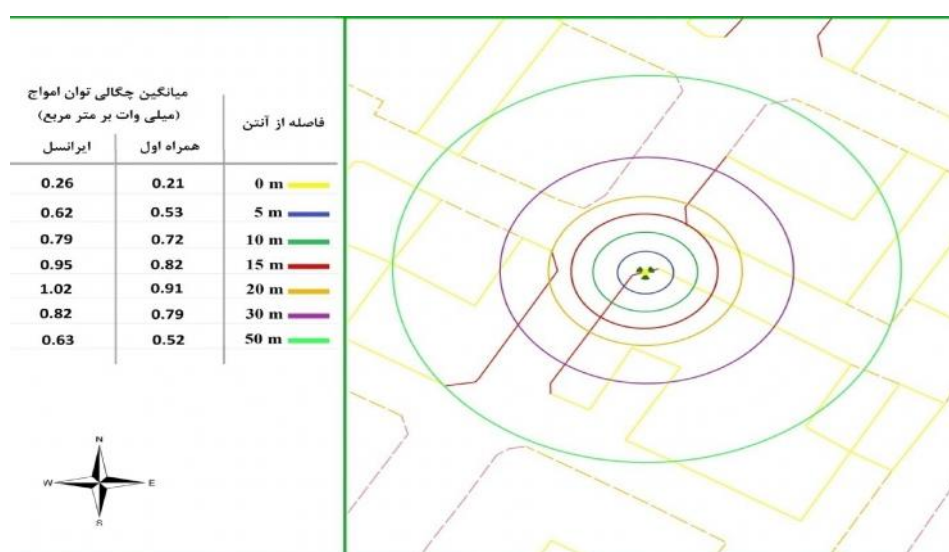 میانگین چگالی توان امواج
(میلی وات بر متر مربع)
فاصله از آنتن
همراه اول
ایرانسل
0 m 0.21 0.26
5 m 0.53 0.62
10 m 0.72 0.79
15 m 0.82 0.95
20 m 0.91 1.02
30 m 0.79 0.82
50 m 0.52 0.63
N
W E
S